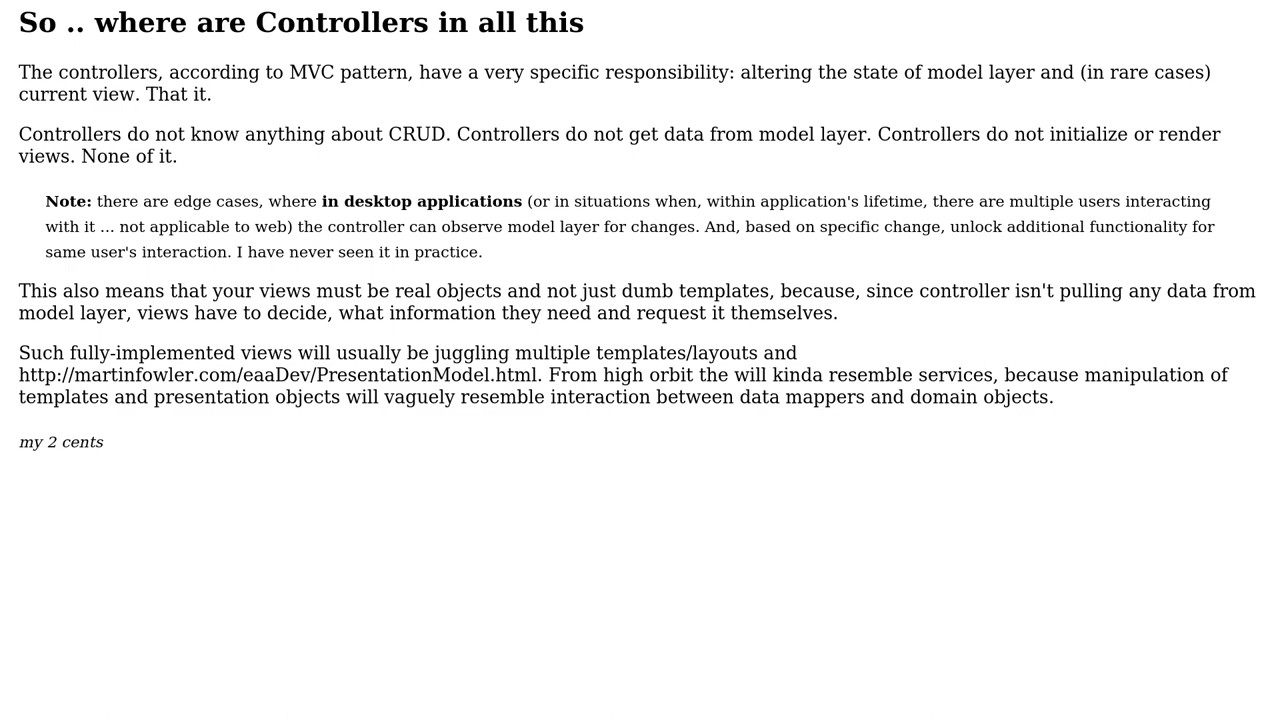 So .. where are Controllers in all this
The controllers, according to MVC pattern, have a very specific responsibility: altering the state of model layer and (in rare cases)
current view. That it.
Controllers do not know anything about CRUD. Controllers do not get data from model layer. Controllers do not initialize or render
views. None of it.
Note: there are edge cases, where in desktop applications (or in situations when, within application's lifetime, there are multiple users interacting
with it ... not applicable to web) the controller can observe model layer for changes. And, based on specific change, unlock additional functionality for
same user's interaction. I have never seen it in practice.
This also means that your views must be real objects and not just dumb templates, because, since controller isn't pulling any data from
model layer, views have to decide, what information they need and request it themselves.
Such fully-implemented views will usually be juggling multiple templates/layouts and
http://martinfowler.com/eaaDev/PresentationModel.html. From high orbit the will kinda resemble services, because manipulation of
templates and presentation objects will vaguely resemble interaction between data mappers and domain objects.
my 2 cents